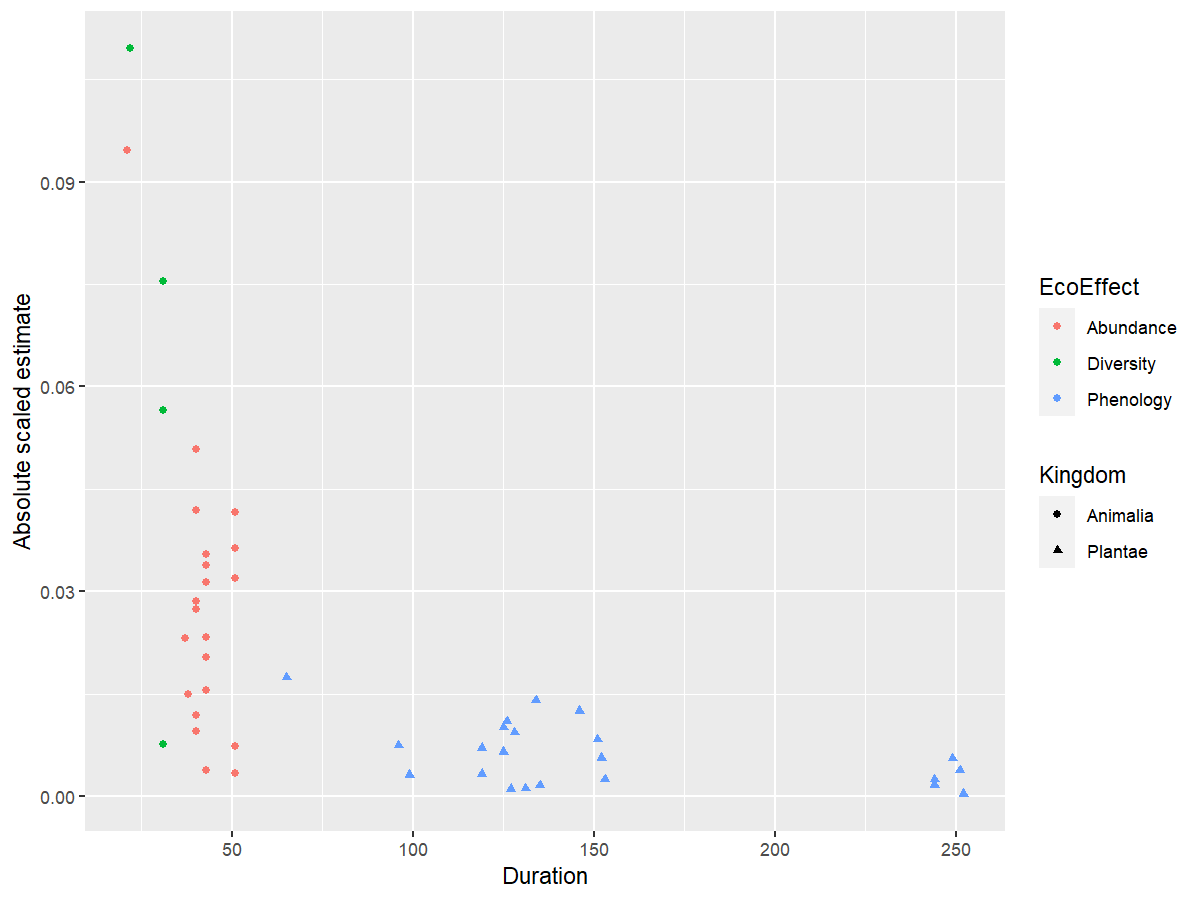 0.09
0.06
0.03
0.00
Absolute scaled estimate
50 100 150 200 250
Duration
EcoEffect
Abundance
Diversity
Phenology
Kingdom
Animalia
Plantae